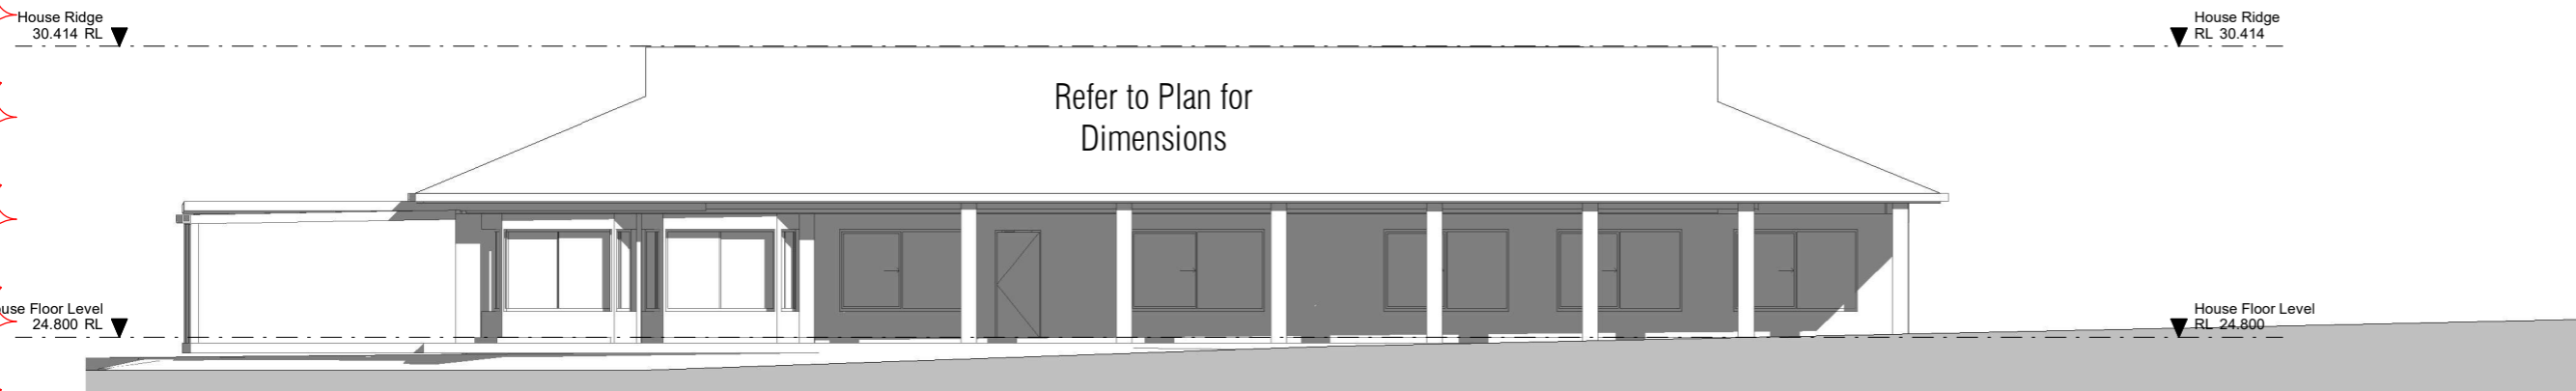 House Ridge
30.414 RL
House Ridge
RL 30.414
Refer to Plan for
Dimensions
use Floor Level
24.800 RL
House Floor Level
RL 24.800